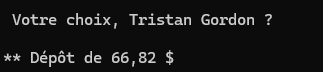 Votre choix, Tristan Gordon ?
** Dépôt de 66,82 $